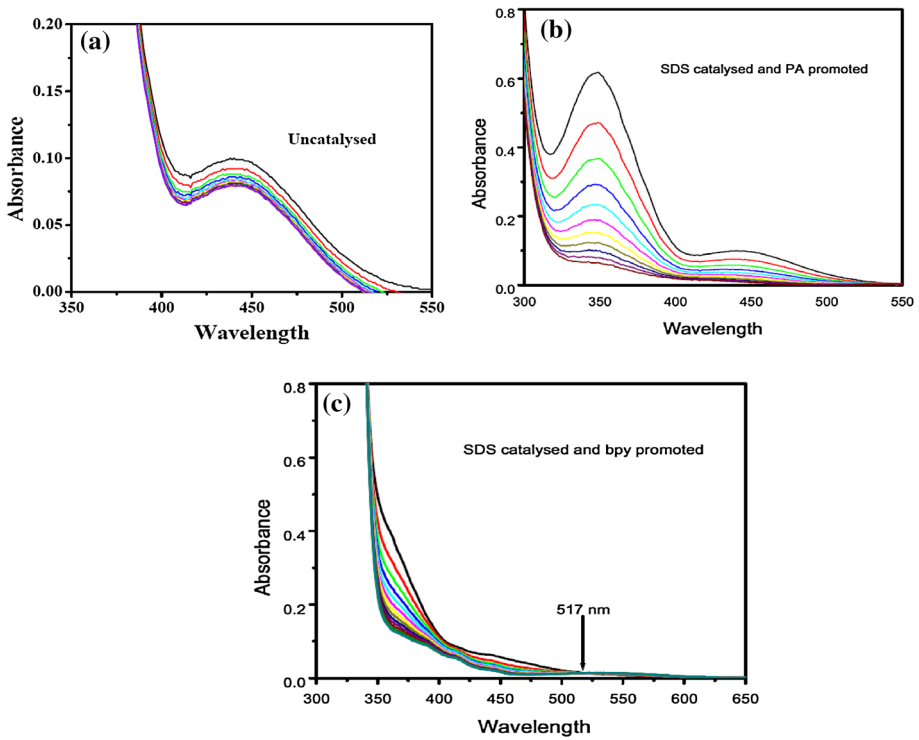 (a)
Uncatalysed
Absorbance
0.20
0.15
0.10
0.05
0.00
350
400
450
500
550
Wavelength
(b)
SDS catalysed and PA promoted
Absorbance
0.8
0.6
0.4
0.2
0.0
300
350
400
450
500
550
Wavelength
(c)
SDS catalysed and bpy promoted
517 nm
Absorbance
0.8
0.6
0.4
0.2
0.0
300
350
400
450
500
550
600
650
Wavelength